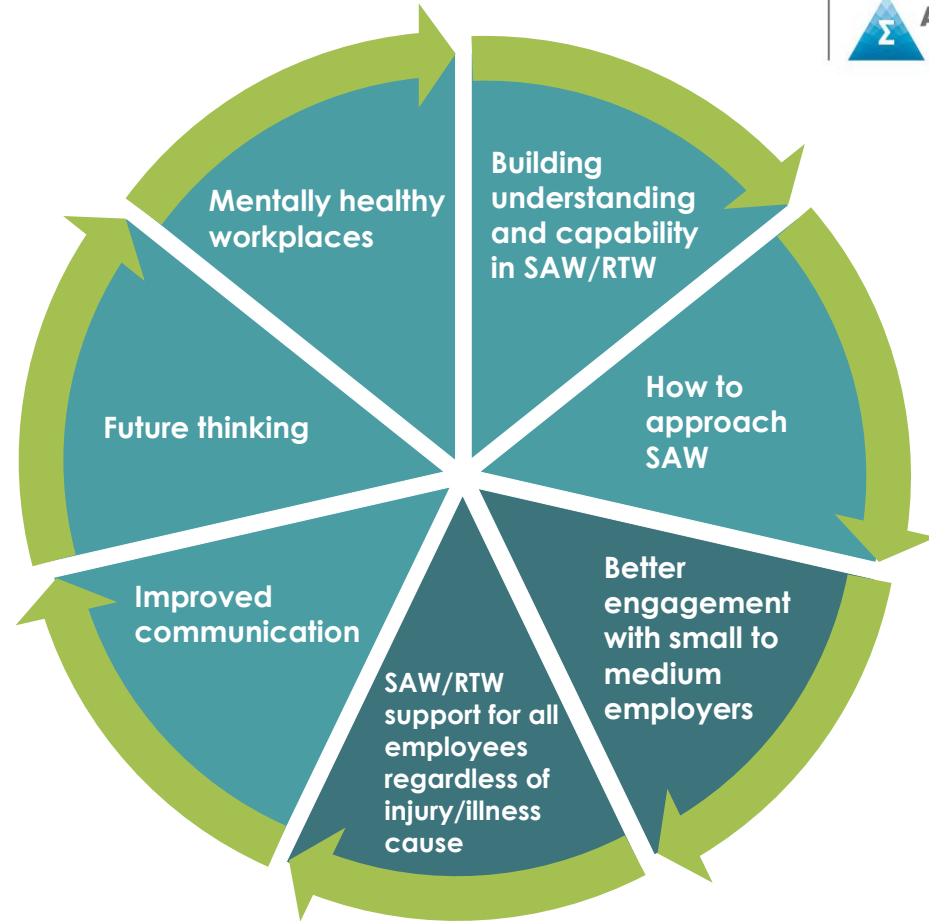 Σ
A
Building
understanding
and capability
in SAW/RTW
How to
approach
SAW
Better
engagement
with small to
medium
employers
SAW/RTW
support for all
employees
regardless of
injury/illness
cause
Improved
communication
Future thinking
Mentally healthy
workplaces